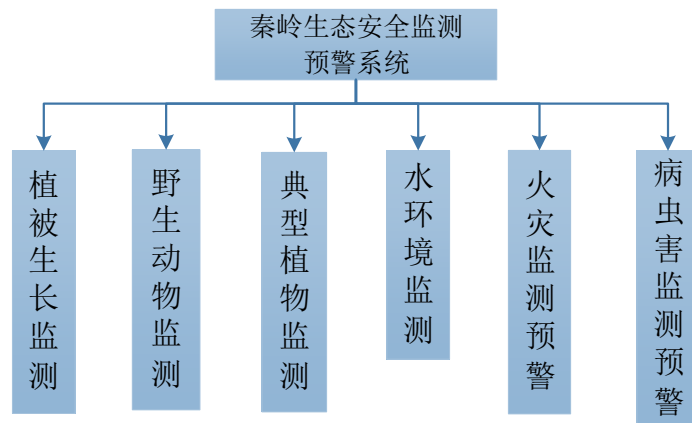 秦岭生态安全监测
预警系统
植被生长监测
野生动物监测
典型植物监测
水环境监测
火灾监测预警
病虫害监测预警